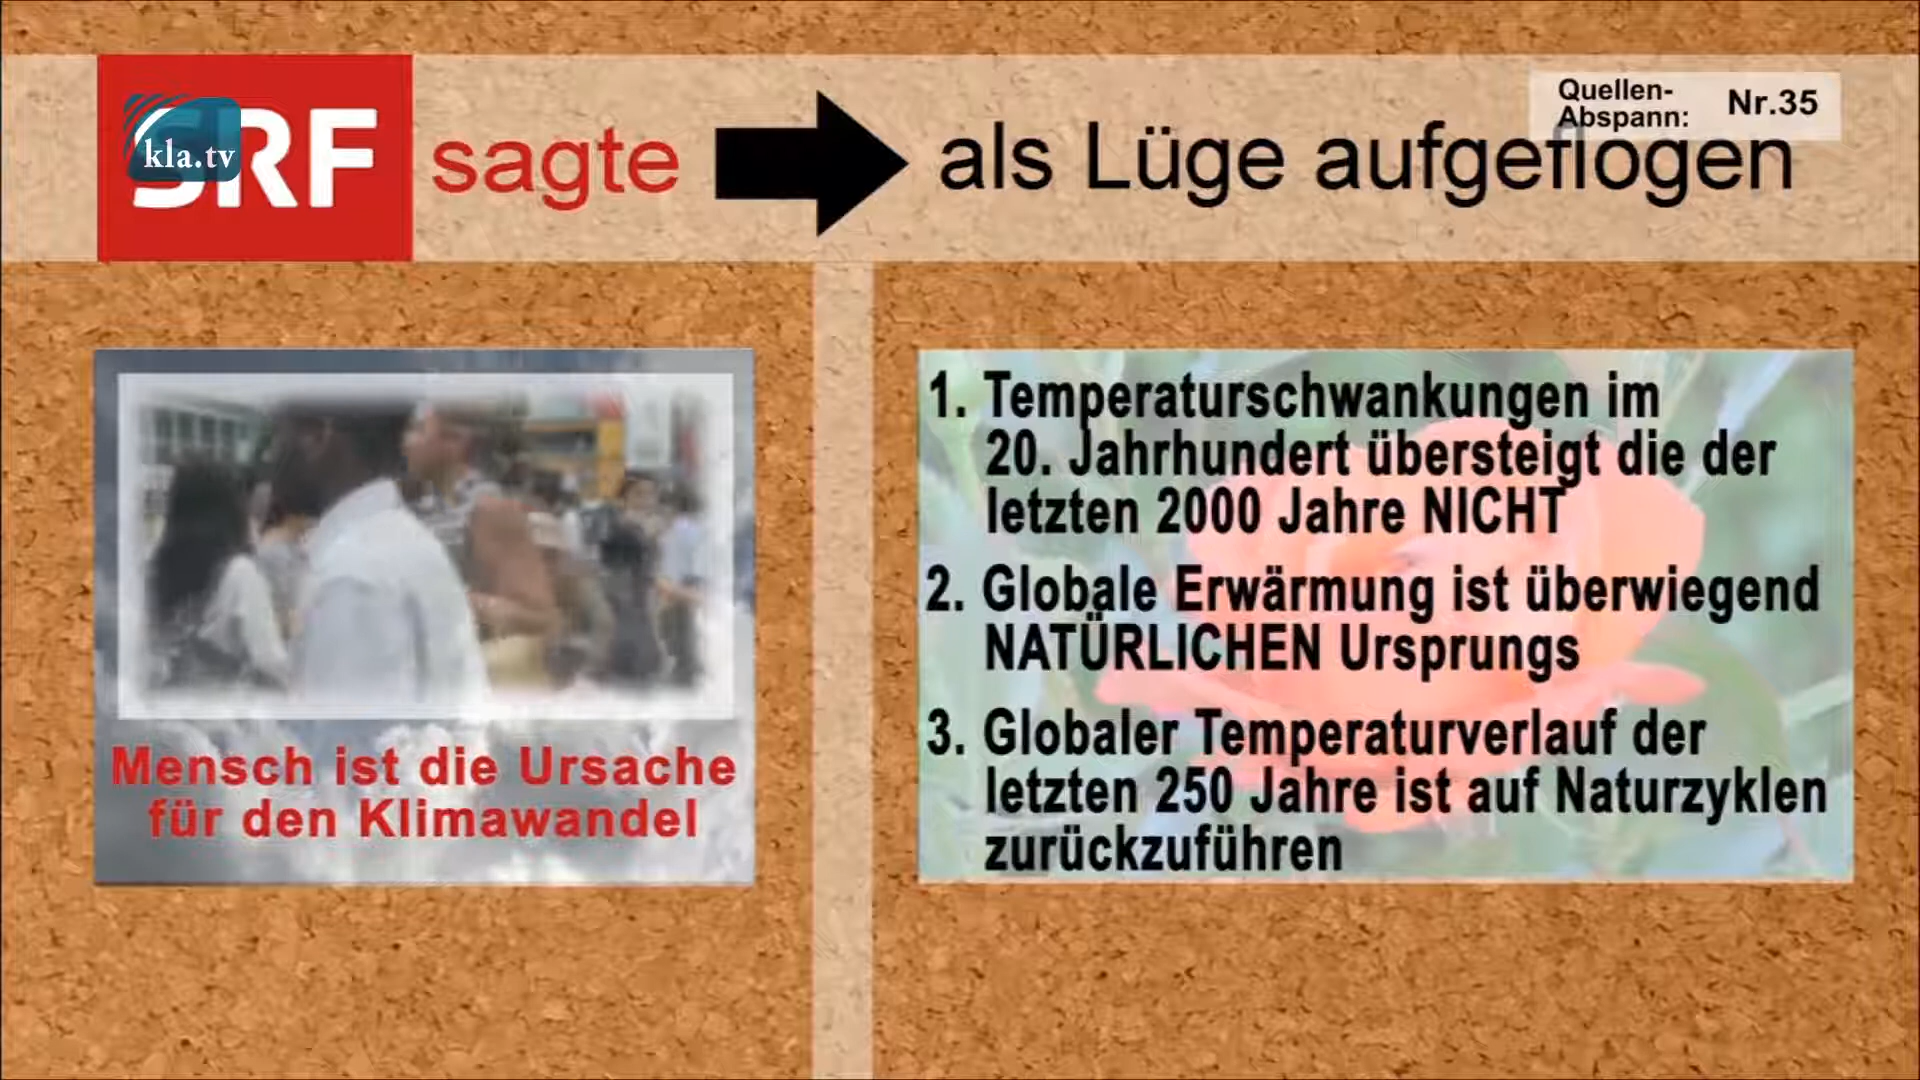 SRF sagte als Lüge aufgeflogen
kla.tv
Quellen-
Abspann: Nr.35
Mensch ist die Ursache
für den Klimawandel
1. Temperaturschwankungen im
20. Jahrhundert übersteigt die der
letzten 2000 Jahre NICHT
2. Globale Erwärmung ist überwiegend
NATÜRLICHEN Ursprungs
3. Globaler Temperaturverlauf der
letzten 250 Jahre ist auf Naturzyklen
zurückzuführen